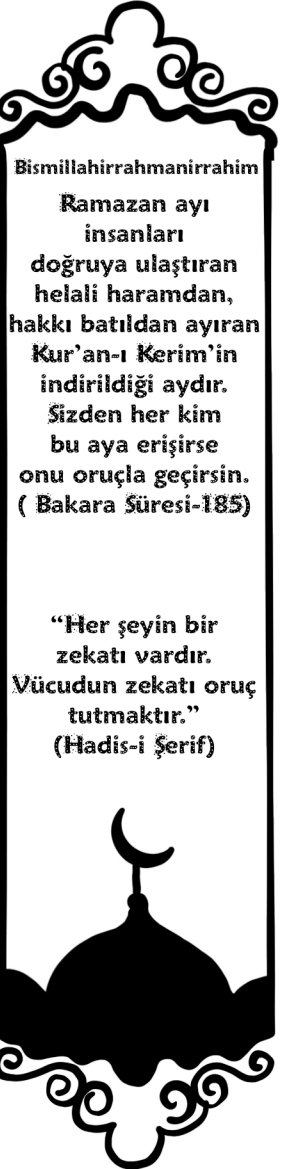 Bismillahirrahmanirrahim
Ramazan ayı
insanları
doğruya ulaştıran
helali haramdan,
hakkı batıldan ayıran
Kur’an-ı Kerim’in
indirildiği aydır.
Sizden her kim
bu aya erişirse
onu oruçla geçirsin.
( Bakara Süresi-185)
“Her şeyin bir
zekatı vardır.
Vücudun zekatı oruç
tutmaktır.”
(Hadis-i Şerif)